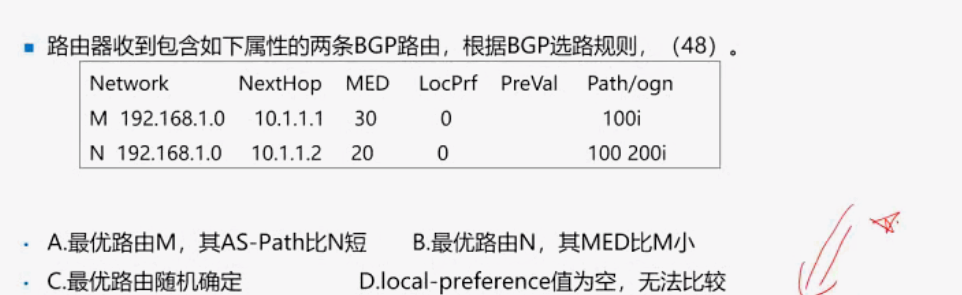 ▪ 路由器收到包含如下属性的两条BGP路由，根据BGP选路规则，（48）。
Network NextHop MED LocPrf PreVal Path/ogn
M 192.168.1.0 10.1.1.1 30 0 100i
N 192.168.1.0 10.1.1.2 20 0 100 200i
· A.最优路由M，其AS-Path比N短 B.最优路由N，其MED比M小
· C.最优路由随机确定 D.local-preference值为空，无法比较